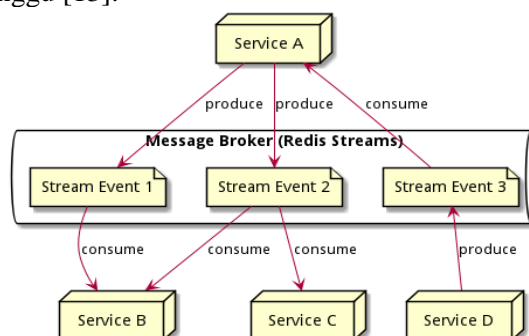 [15].
Service A
produce produce consume
Message Broker (Redis Streams)
Stream Event 1 Stream Event 2 Stream Event 3
consume consume consume produce
Service B Service C Service D